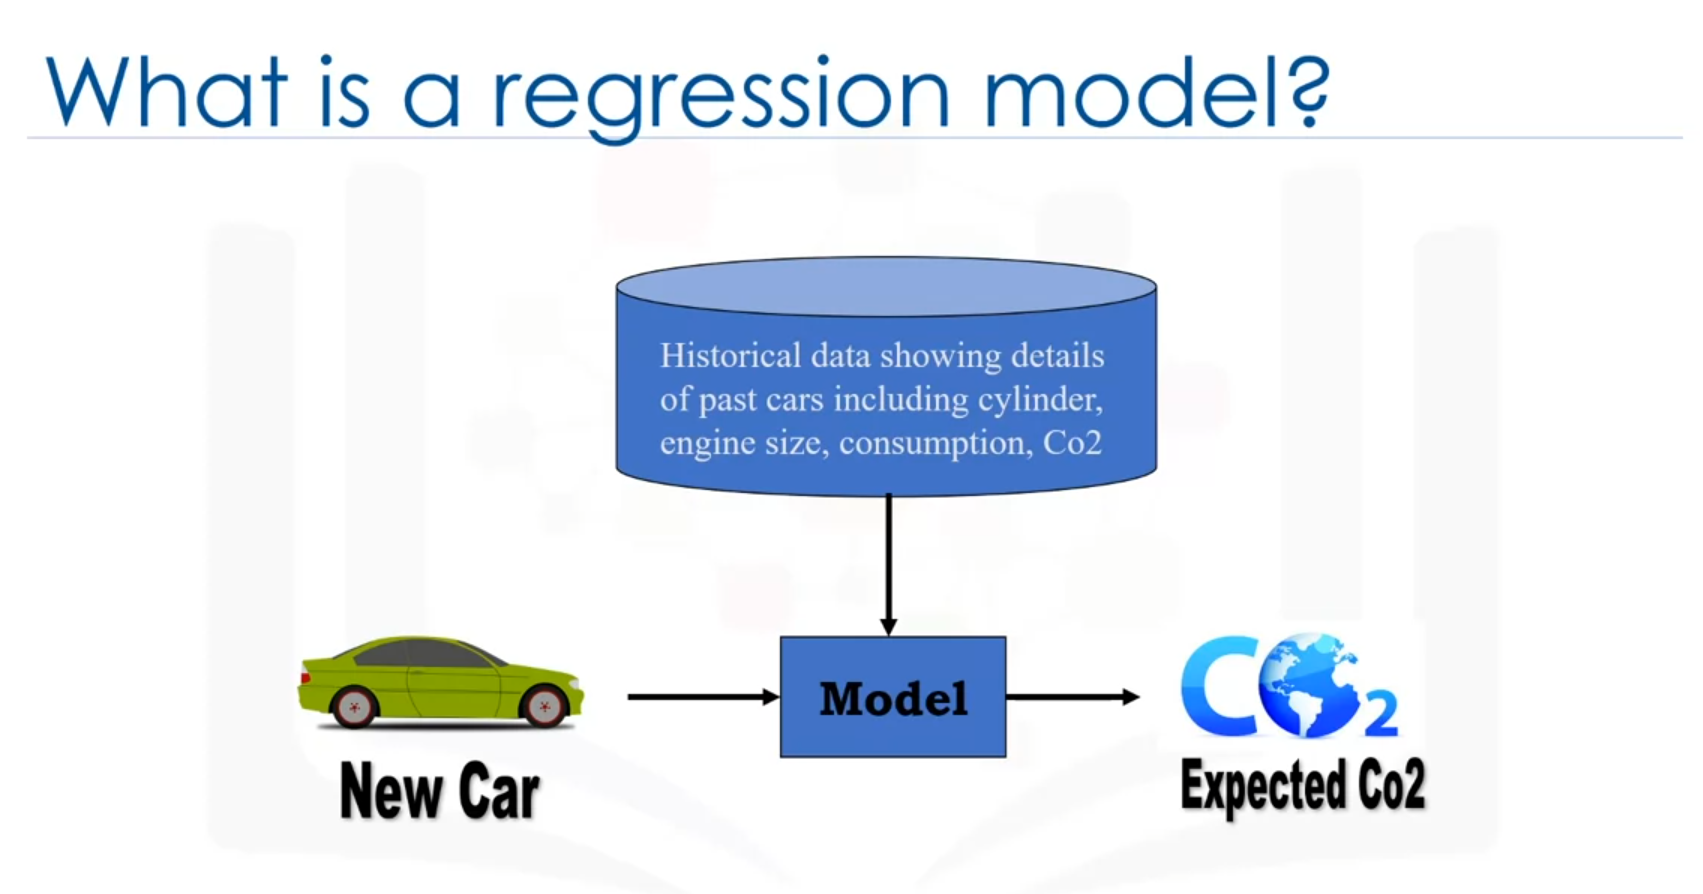 What is a regression model?
Historical data showing details
of past cars including cylinder,
engine size, consumption, Co2
Model
CO2
New Car
Expected Co2